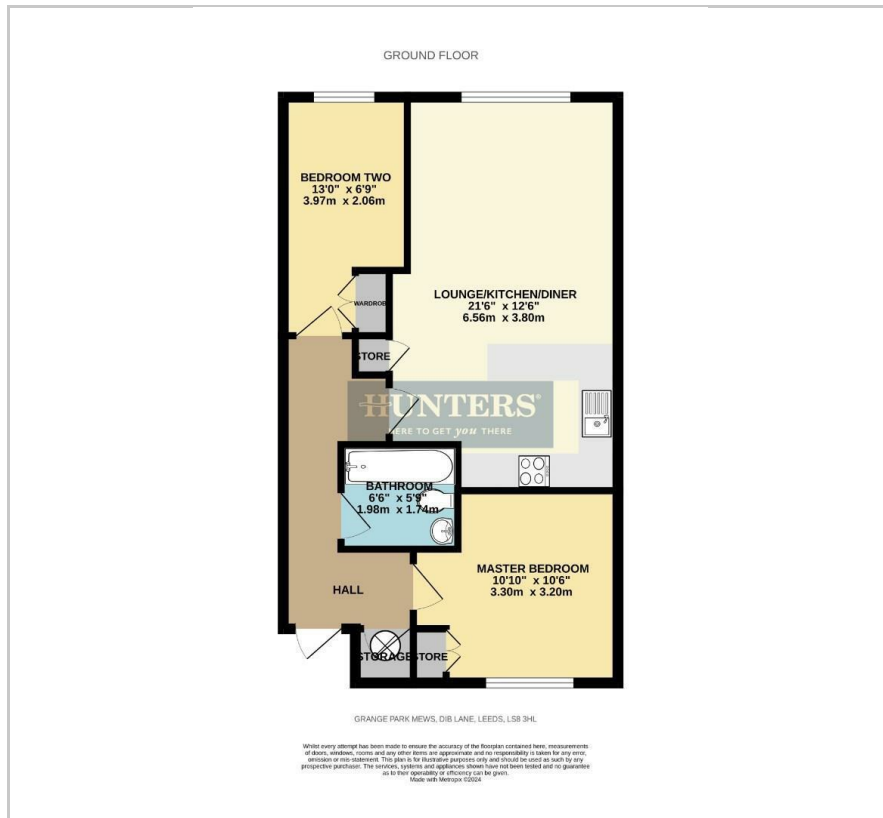 GROUND FLOOR
BEDROOM TWO
13'0" x 6'9"
3.97m x 2.06m
LOUNGE/KITCHEN/DINER
21'6" x 12'6"
6.56m x 3.80m
WARDROB
STORE
HUNTERS®
HERE TO GET you THERE
BATHROOM
6'6" x 5'9"
1.98m x 1.74m
MASTER BEDROOM
10'10" x 10'6"
3.30m x 3.20m
HALL
STORAGE
STORE
GRANGE PARK MEWS, DIB LANE, LEEDS, LS8 3HL
Whilst every attempt has been made to ensure the accuracy of the floorplan contained here, measurements
of doors, windows, rooms and any other items are approximate and no responsibility is taken for any error,
omission or mis-statement. This plan is for illustrative purposes only and should be used as such by any
prospective purchaser. The services, systems and appliances shown have not been tested and no guarantee
as to their operability or efficiency can be given.
Made with Metropix ©2024